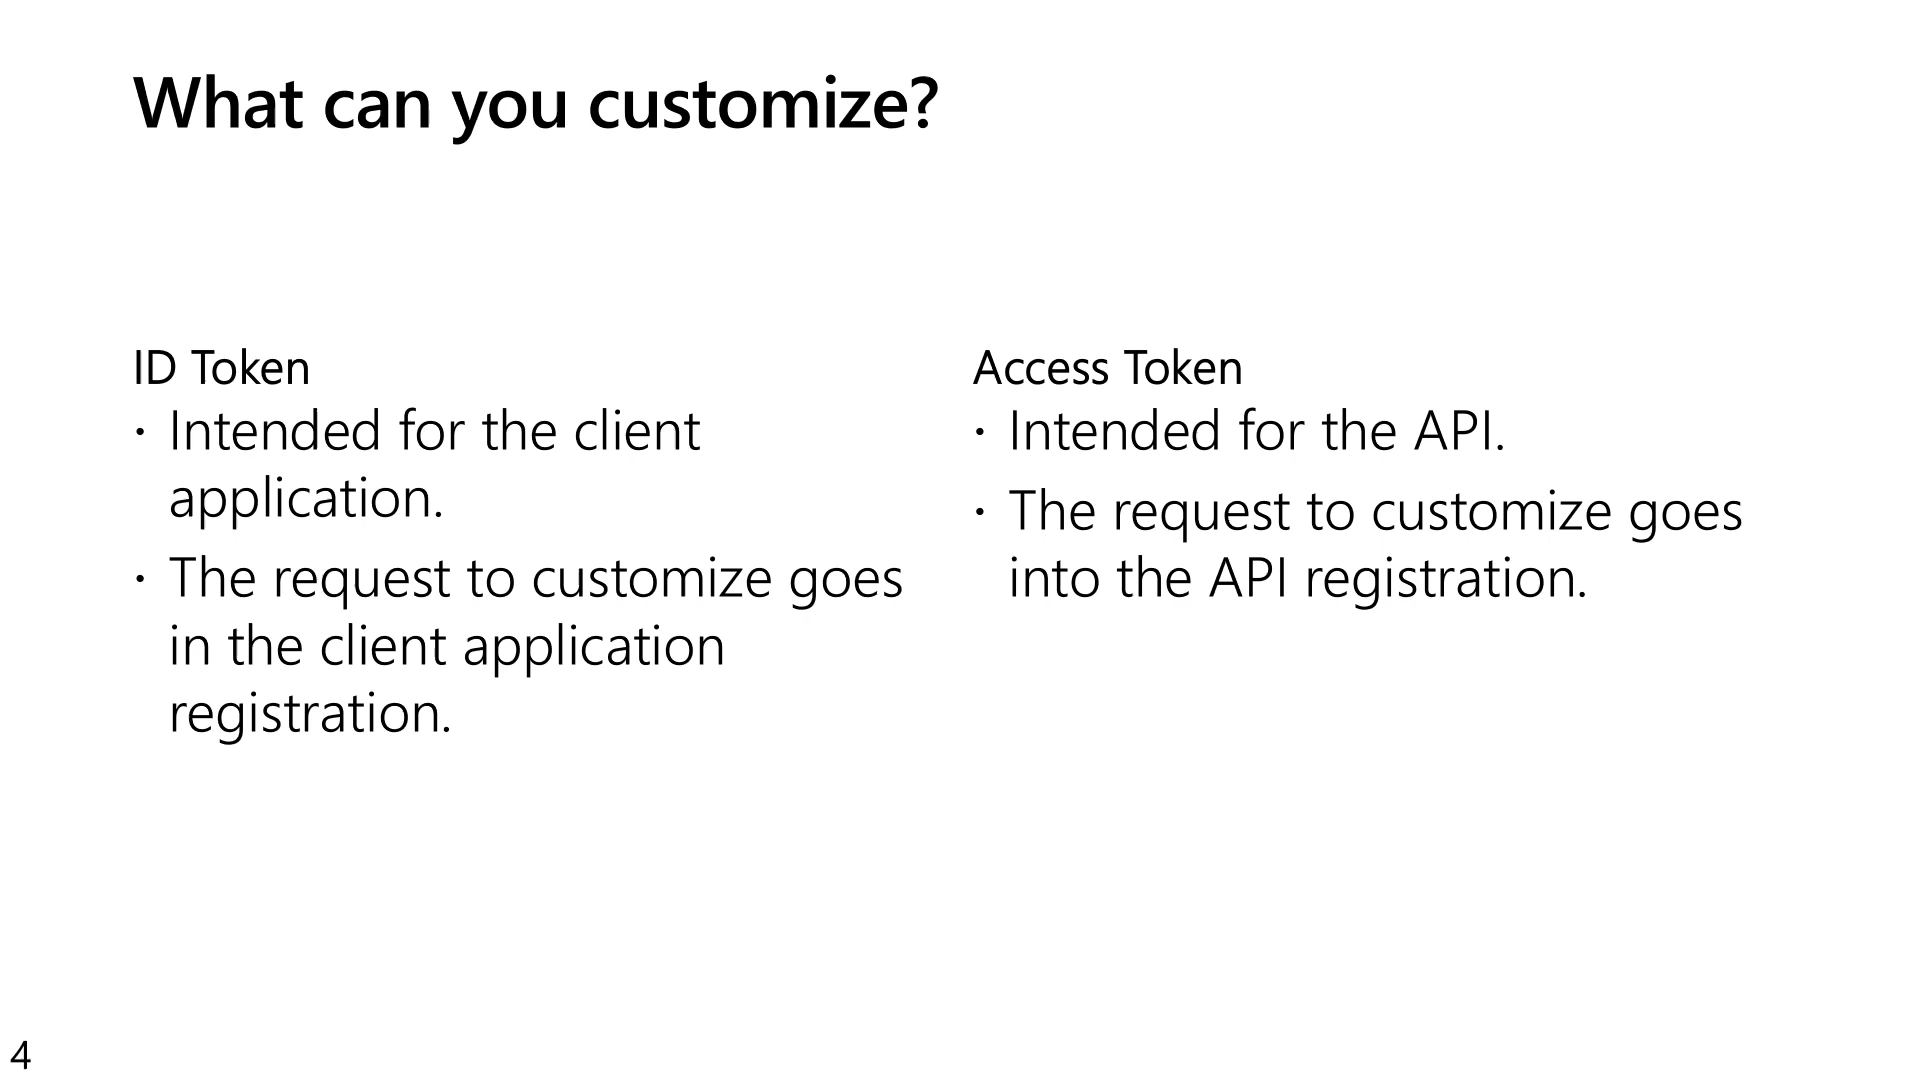 What can you customize?
ID Token
· Intended for the client
application.
· The request to customize goes
in the client application
registration.
Access Token
· Intended for the API.
· The request to customize goes
into the API registration.
4